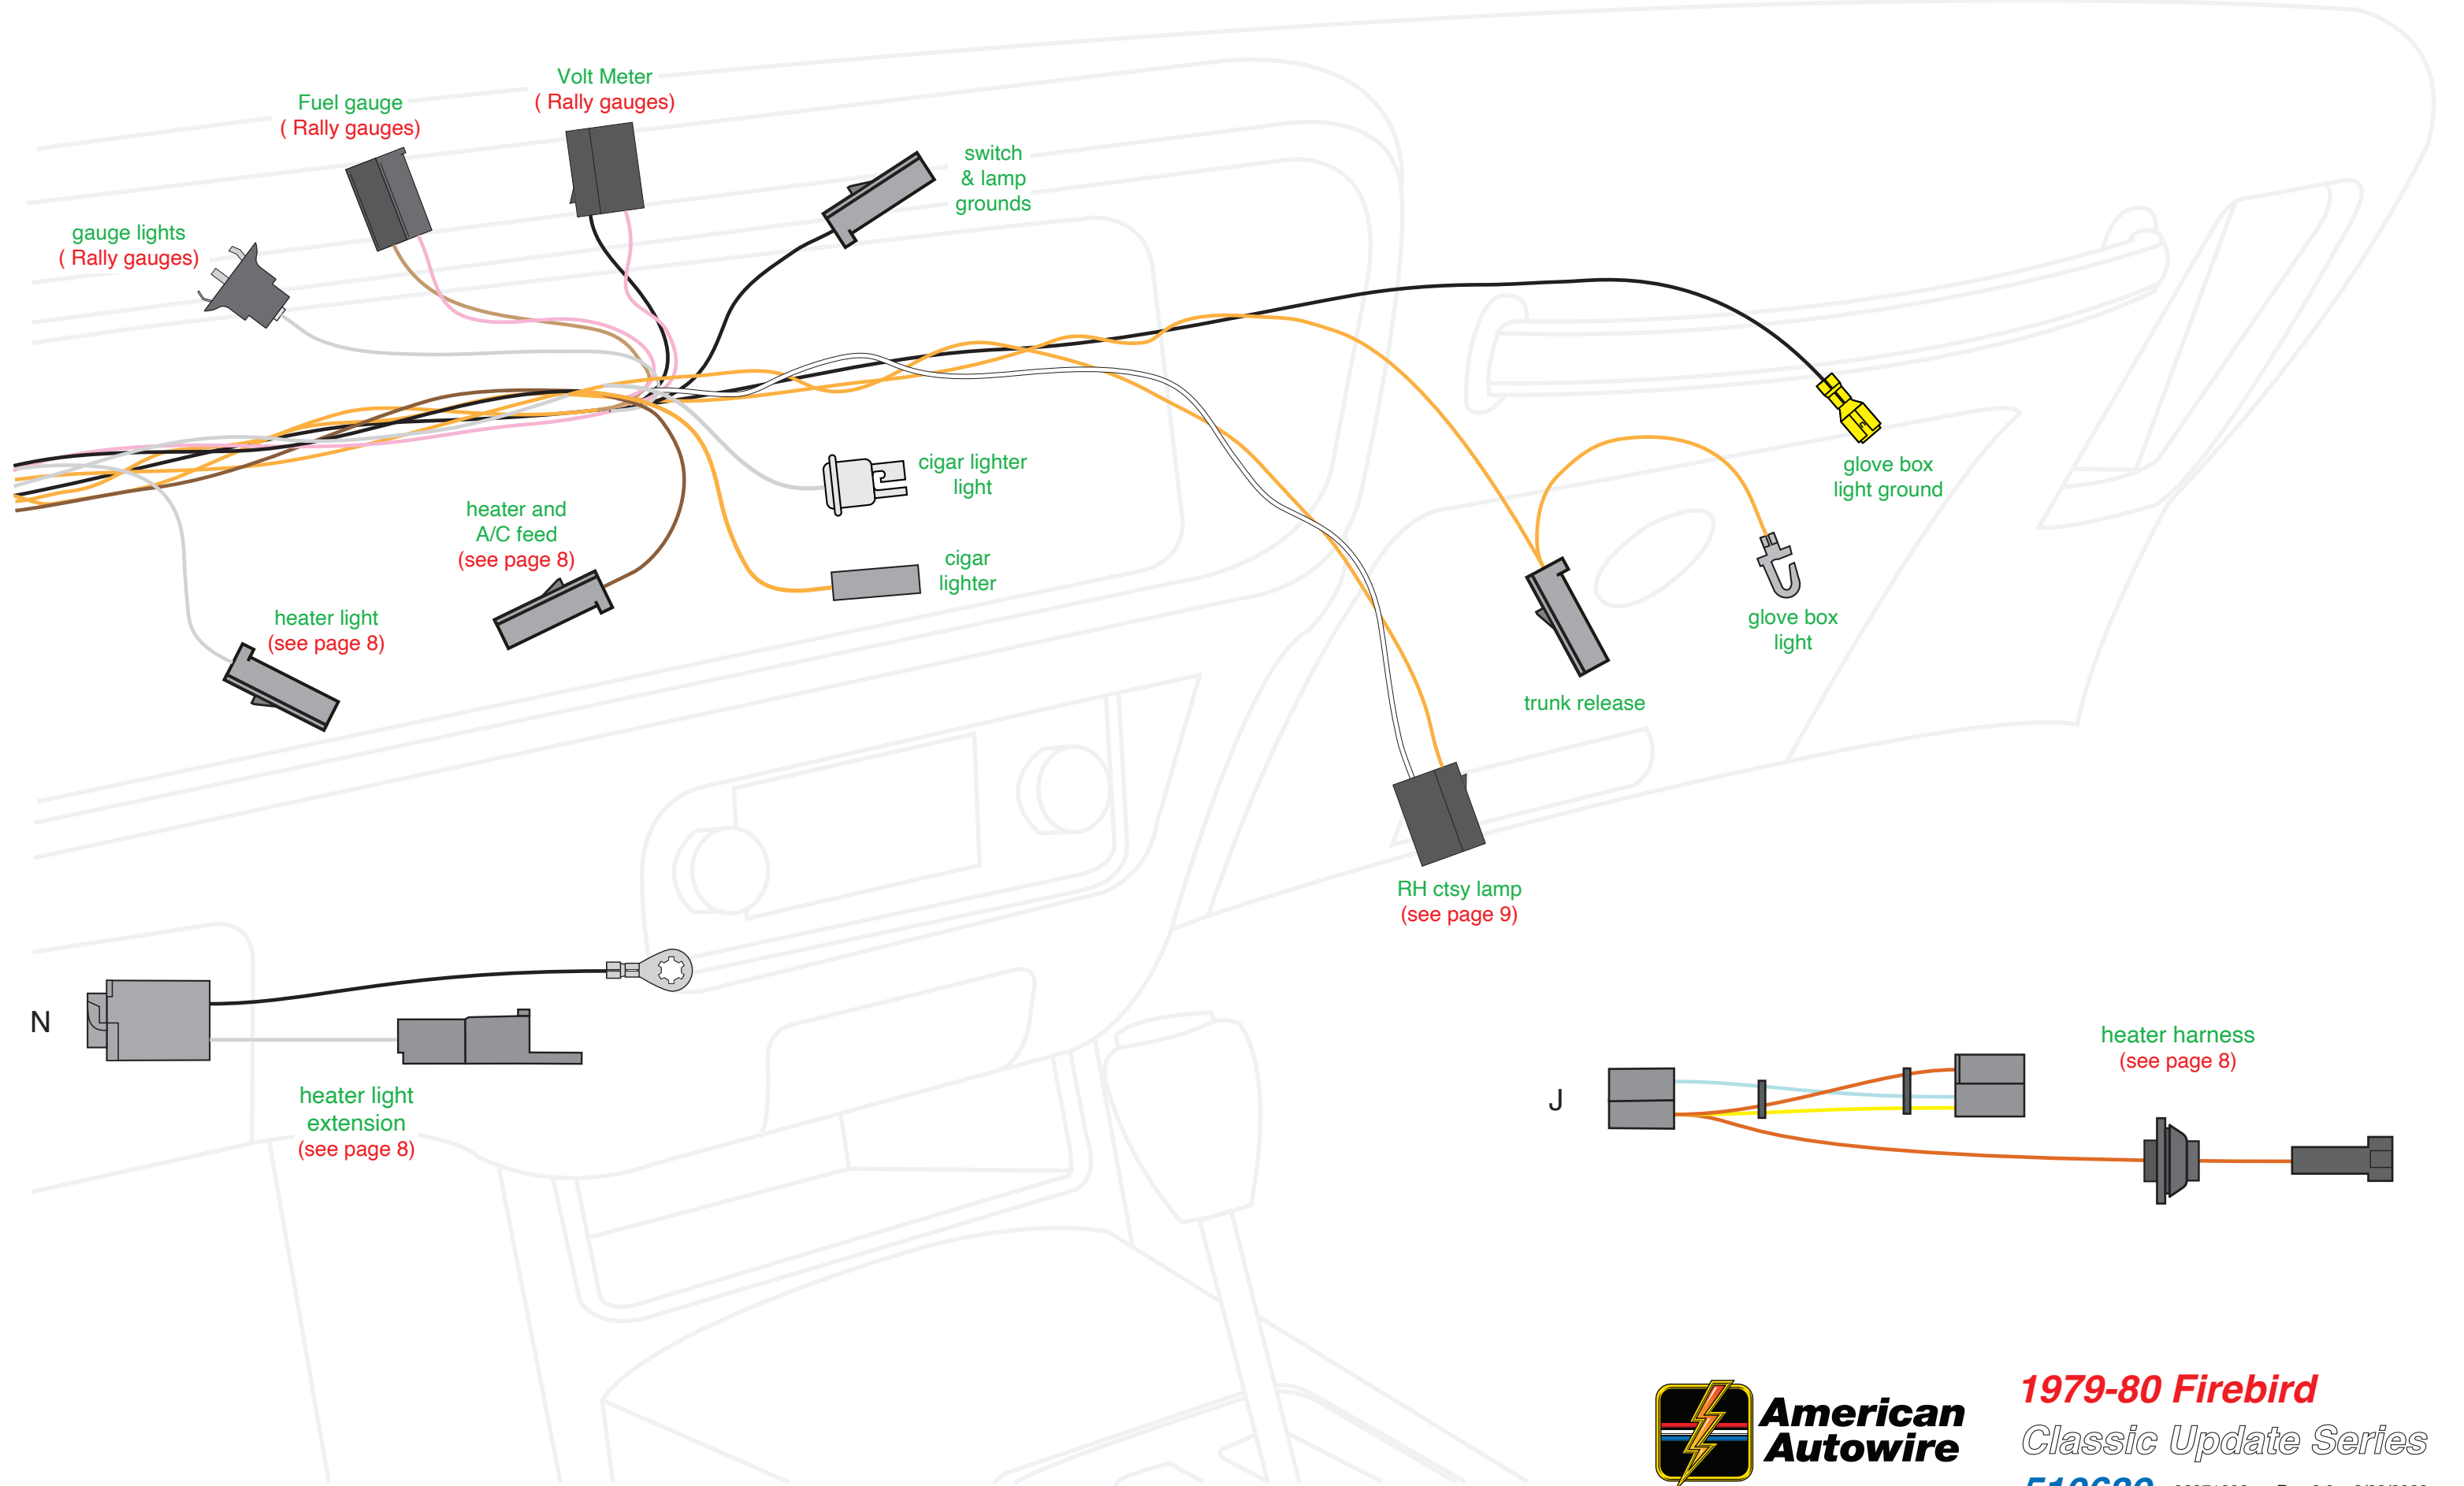 Volt Meter
( Rally gauges)
Fuel gauge
( Rally gauges)
switch
& lamp
grounds
gauge lights
( Rally gauges)
cigar lighter
light
glove box
light ground
heater and
A/C feed
(see page 8)
cigar
lighter
heater light
(see page 8)
glove box
light
trunk release
RH ctsy lamp
(see page 9)
N
heater light
extension
(see page 8)
J
heater harness
(see page 8)
American
Autowire
1979-80 Firebird
Classic Update Series